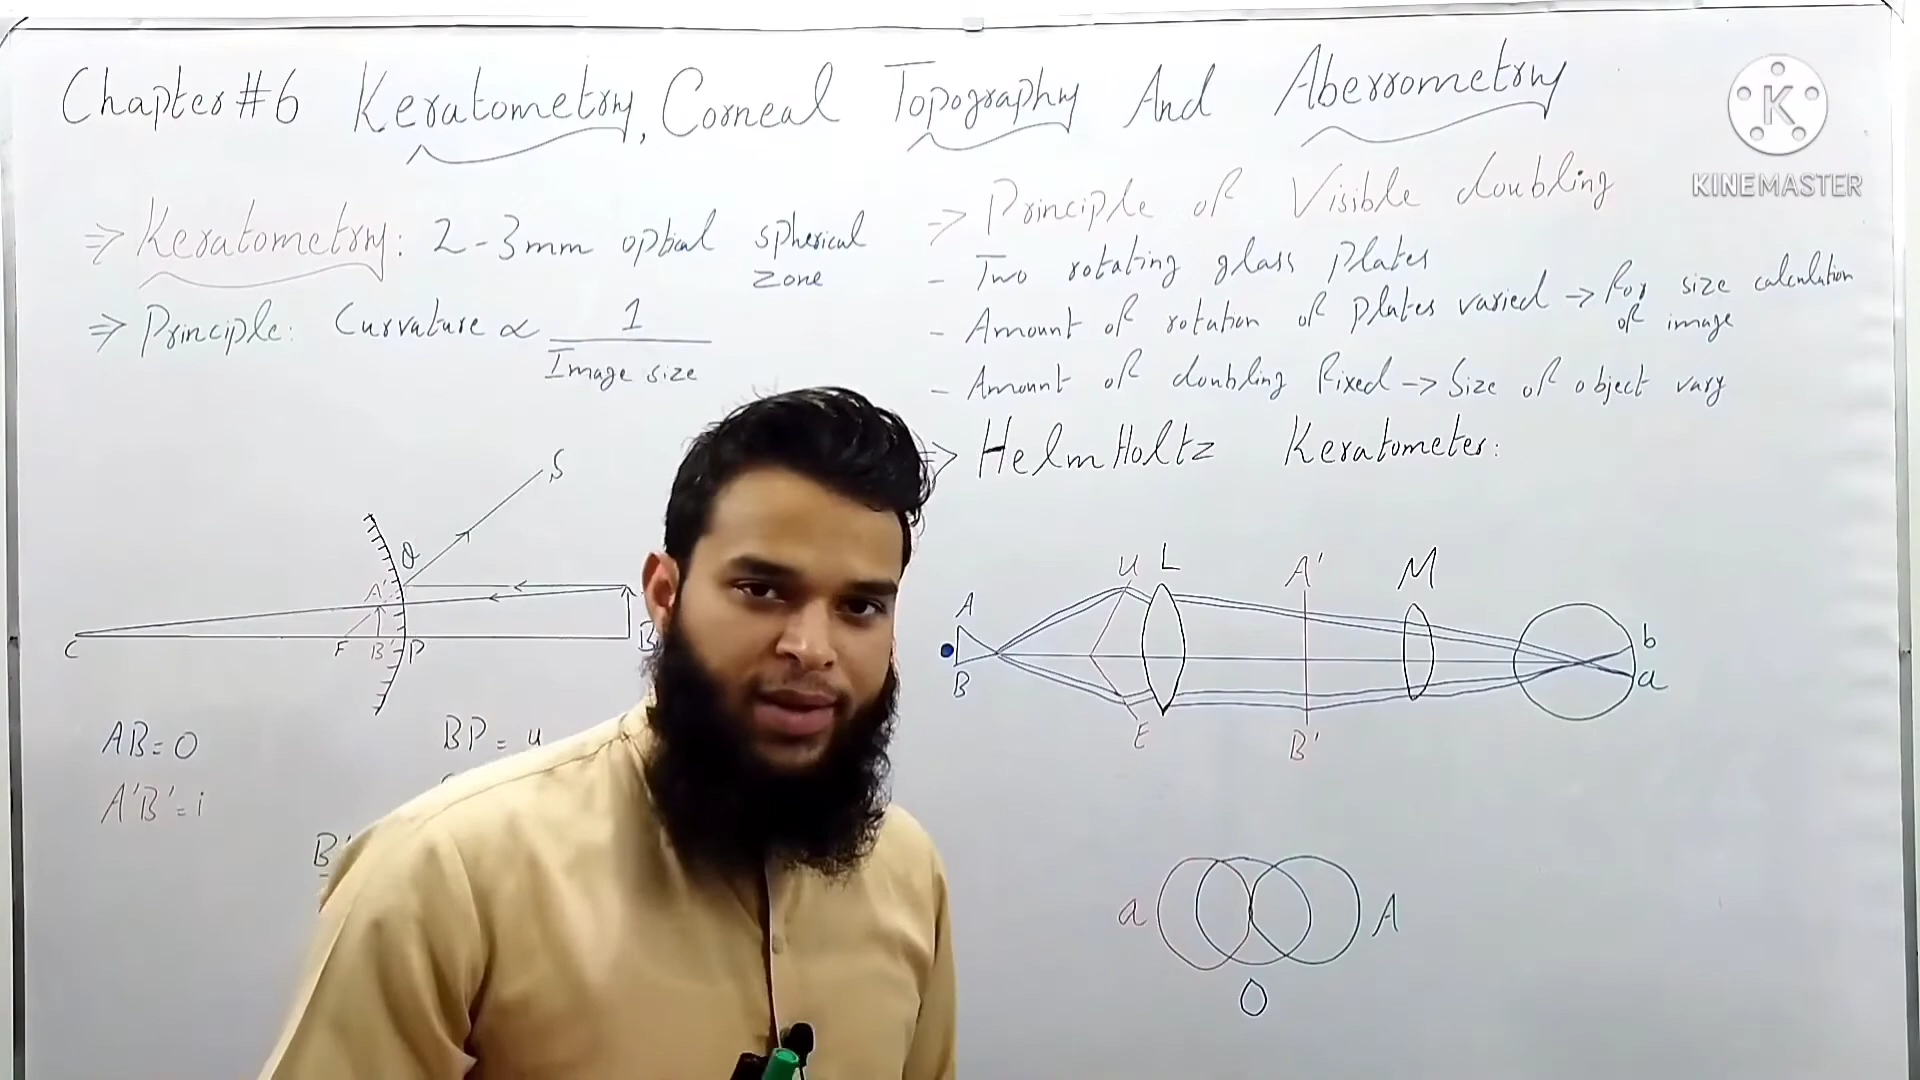 Chapter #6 Keratometry, Corneal Topography And Aberrometry
K
KINEMASTER
⇒ Keratometry: 2-3mm optical spherical zone
⇒ Principle: Curvature ∝ 1
Image size
S
Q
A'
C F B' P B
AB = O
BP = u
A'B' = i
B'
⇒ Principle of Visible doubling
- Two rotating glass plates
- Amount of rotation of plates varied → For size calculation of image
- Amount of doubling fixed → Size of object vary
⇒ HelmHoltz Keratometer:
U L A' M
A
b
B
a
E B'
a A
O